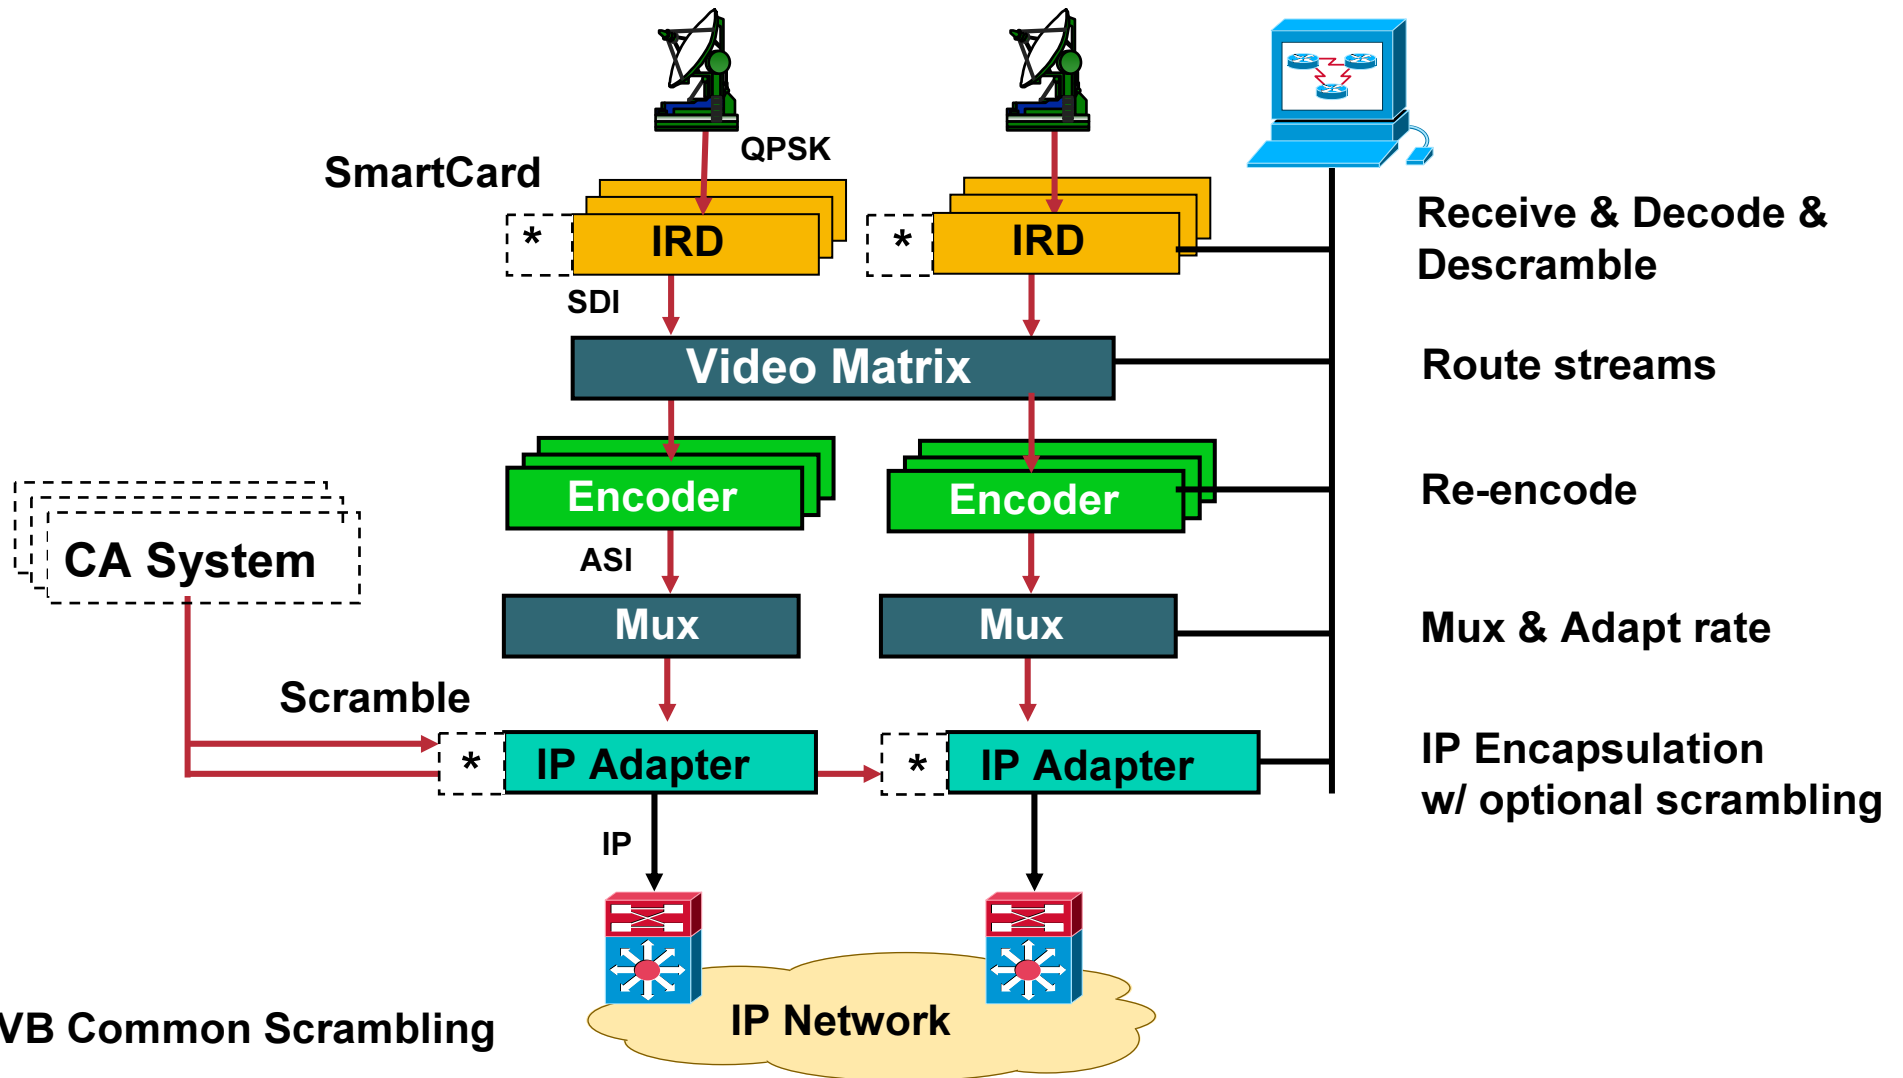 QPSK
SmartCard
* IRD
* IRD
Receive & Decode &
Descramble
SDI
Video Matrix
Route streams
Encoder
Encoder
Re-encode
CA System
ASI
Mux
Mux
Mux & Adapt rate
Scramble
* IP Adapter
* IP Adapter
IP Encapsulation
w/ optional scrambling
IP
IP Network
VB Common Scrambling